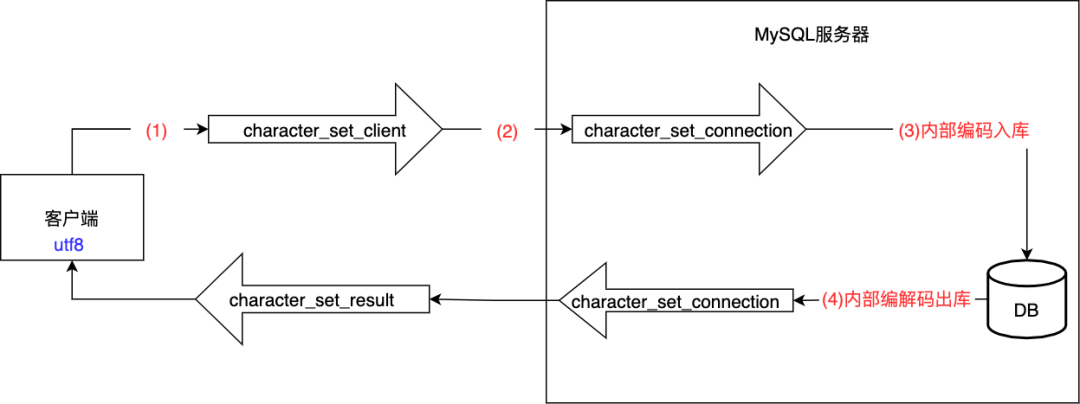 MySQL服务器
(1)
character_set_client
(2)
character_set_connection
(3)内部编码入库
客户端
utf8
character_set_result
character_set_connection
(4)内部编解码出库
DB